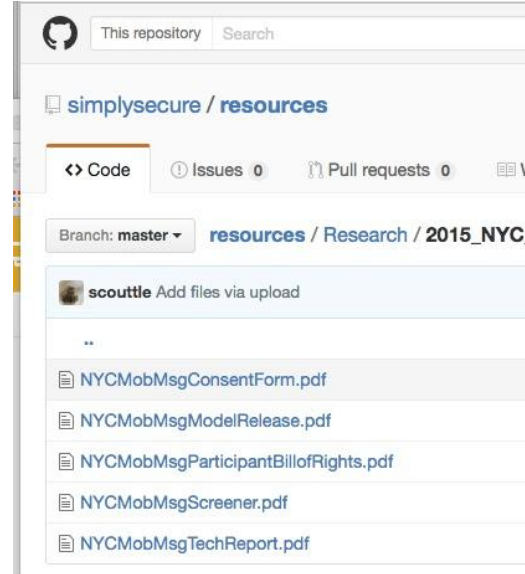 This repository Search
simplysecure / resources
<> Code Issues 0 Pull requests 0
Branch: master resources / Research / 2015_NYC
scouttle Add files via upload
..
NYCMobMsgConsentForm.pdf
NYCMobMsgModelRelease.pdf
NYCMobMsgParticipantBillofRights.pdf
NYCMobMsgScreener.pdf
NYCMobMsgTechReport.pdf